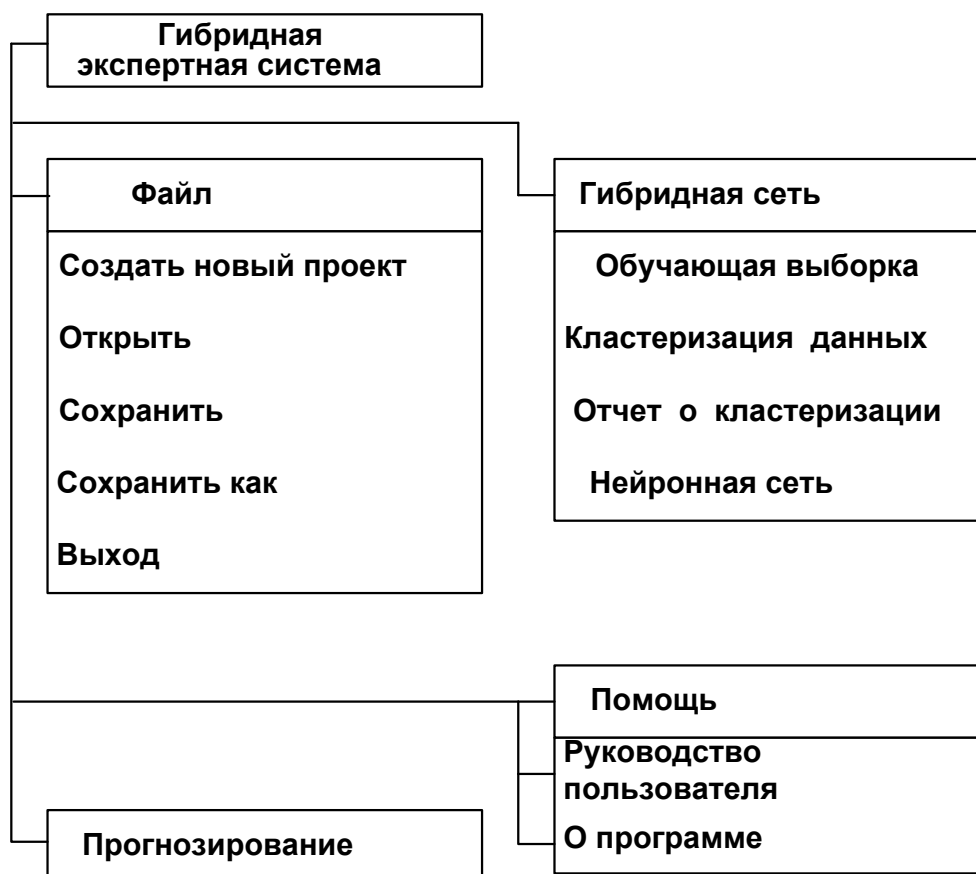 Гибридная
экспертная система
Файл
Создать новый проект
Открыть
Сохранить
Сохранить как
Выход
Гибридная сеть
Обучающая выборка
Кластеризация данных
Отчет о кластеризации
Нейронная сеть
Помощь
Руководство
пользователя
О программе
Прогнозирование